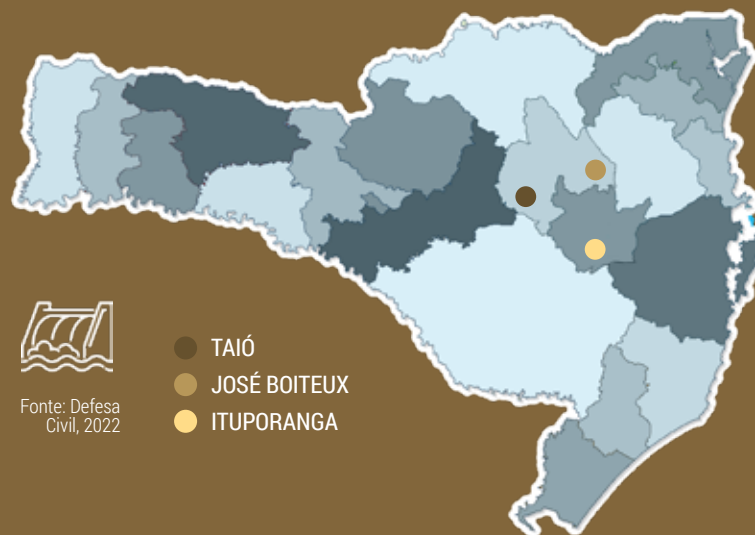 TAIÓ
JOSÉ BOITEUX
ITUPORANGA
Fonte: Defesa
Civil, 2022